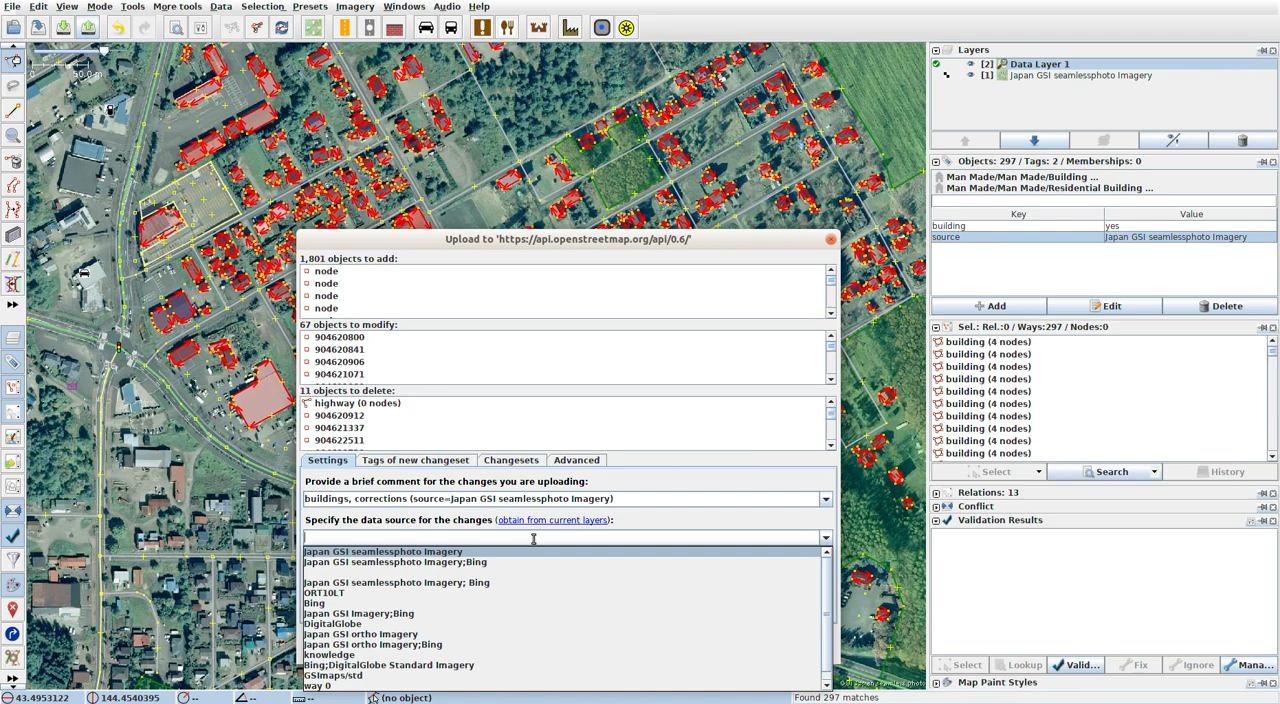 File Edit View Mode Tools More tools Data Selection Presets Imagery Windows Audio Help
0 50.0 m
Layers
[2] Data Layer 1
[1] Japan GSI seamlessphoto Imagery
Objects: 297 / Tags: 2 / Memberships: 0
Man Made/Man Made/Building ...
Man Made/Man Made/Residential Building ...
Key Value
building yes
source Japan GSI seamlessphoto Imagery
Add Edit Delete
Sel.: Rel.:0 / Ways:297 / Nodes:0
building (4 nodes)
building (4 nodes)
building (4 nodes)
building (4 nodes)
building (4 nodes)
building (4 nodes)
building (4 nodes)
building (4 nodes)
building (4 nodes)
building (4 nodes)
Select Search History
Relations: 13
Conflict
Validation Results
Select Lookup Valid... Fix Ignore Mana...
Map Paint Styles
Upload to 'https://api.openstreetmap.org/api/0.6/'
1,801 objects to add:
node
node
node
node
67 objects to modify:
904620800
904620841
904620906
904621071
11 objects to delete:
highway (0 nodes)
904620912
904621337
904622511
Settings Tags of new changeset Changesets Advanced
Provide a brief comment for the changes you are uploading:
buildings, corrections (source=Japan GSI seamlessphoto Imagery)
Specify the data source for the changes (obtain from current layers):
Japan GSI seamlessphoto Imagery
Japan GSI seamlessphoto Imagery;Bing
Japan GSI seamlessphoto Imagery; Bing
ORT10LT
Bing
Japan GSI Imagery;Bing
DigitalGlobe
Japan GSI ortho Imagery
Japan GSI ortho Imagery;Bing
knowledge
Bing;DigitalGlobe Standard Imagery
GSImaps/std
way 0
43.4953122 144.4540395 -- -- -- (no object) Found 297 matches